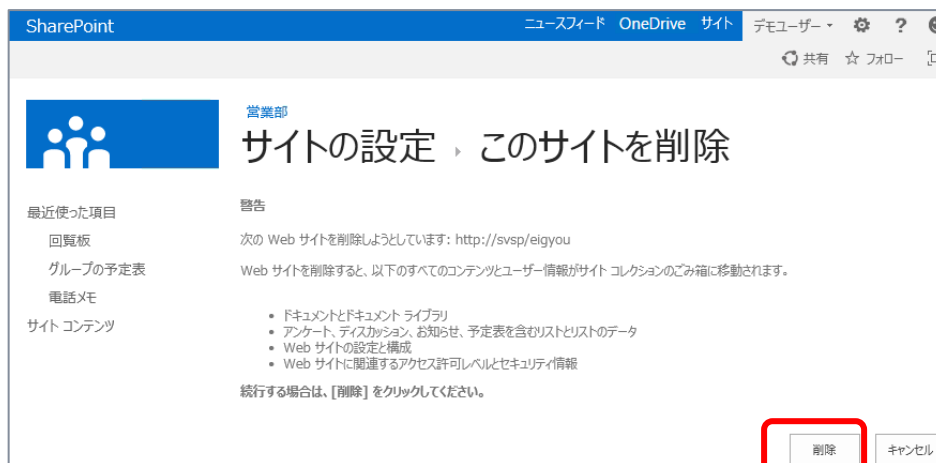 SharePoint
ニュースフィード OneDrive サイト デモユーザー ?
共有 フォロー
営業部
サイトの設定 ▸ このサイトを削除
最近使った項目
回覧板
グループの予定表
電話メモ
サイト コンテンツ
警告
次の Web サイトを削除しようとしています: http://svsp/eigyou
Web サイトを削除すると、以下のすべてのコンテンツとユーザー情報がサイト コレクションのごみ箱に移動されます。
• ドキュメントとドキュメント ライブラリ
• アンケート、ディスカッション、お知らせ、予定表を含むリストとリストのデータ
• Web サイトの設定と構成
• Web サイトに関連するアクセス許可レベルとセキュリティ情報
続行する場合は、[削除] をクリックしてください。
削除 キャンセル